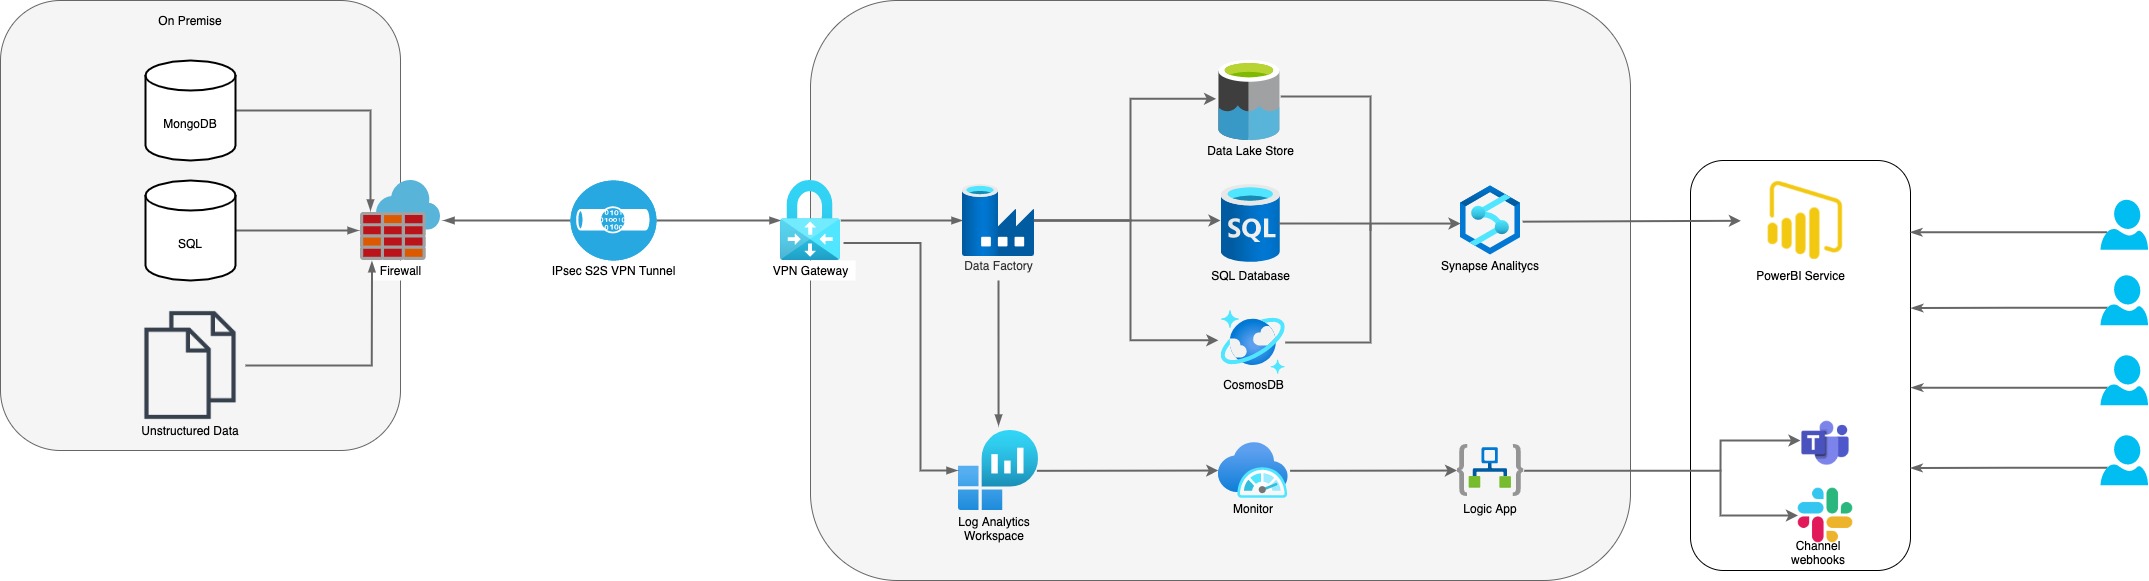 On Premise
MongoDB
SQL
Unstructured Data
Firewall
IPsec S2S VPN Tunnel
VPN Gateway
Data Factory
Data Lake Store
SQL
SQL Database
CosmosDB
Synapse Analitycs
Log Analytics
Workspace
Monitor
Logic App
PowerBI Service
T
Channel
webhooks